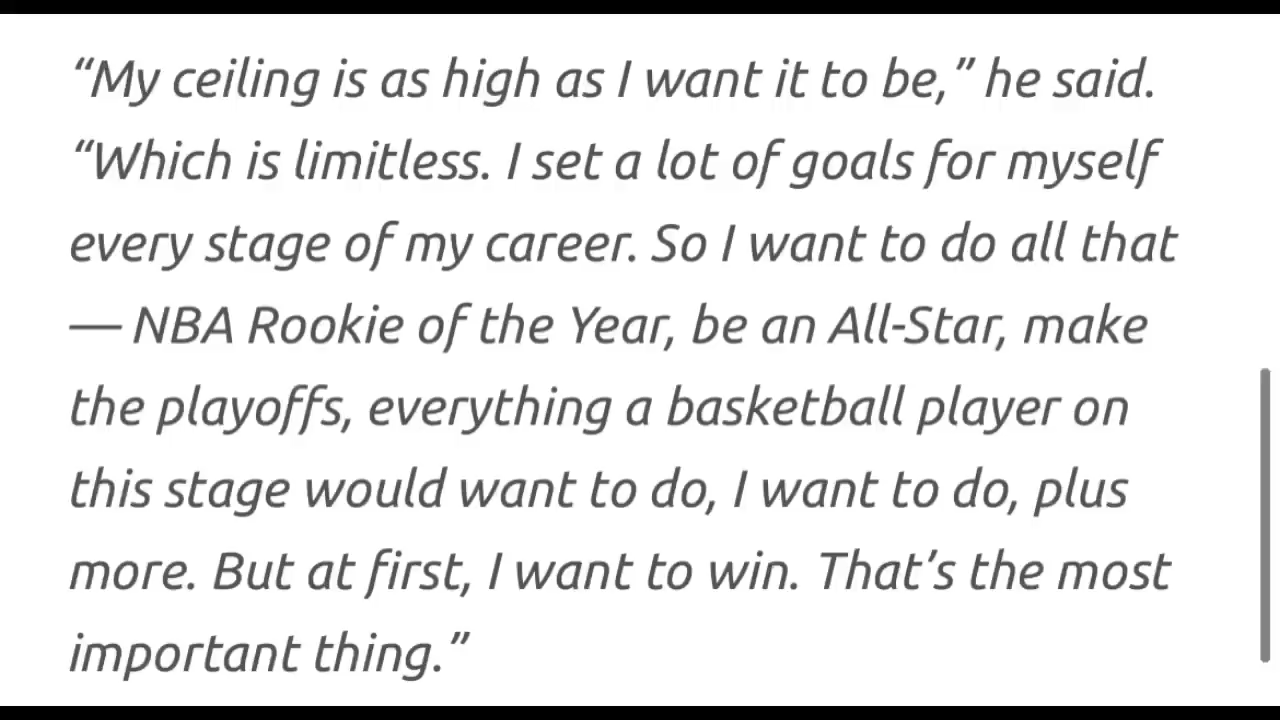 “My ceiling is as high as I want it to be,” he said.
“Which is limitless. I set a lot of goals for myself
every stage of my career. So I want to do all that
— NBA Rookie of the Year, be an All-Star, make
the playoffs, everything a basketball player on
this stage would want to do, I want to do, plus
more. But at first, I want to win. That’s the most
important thing.”